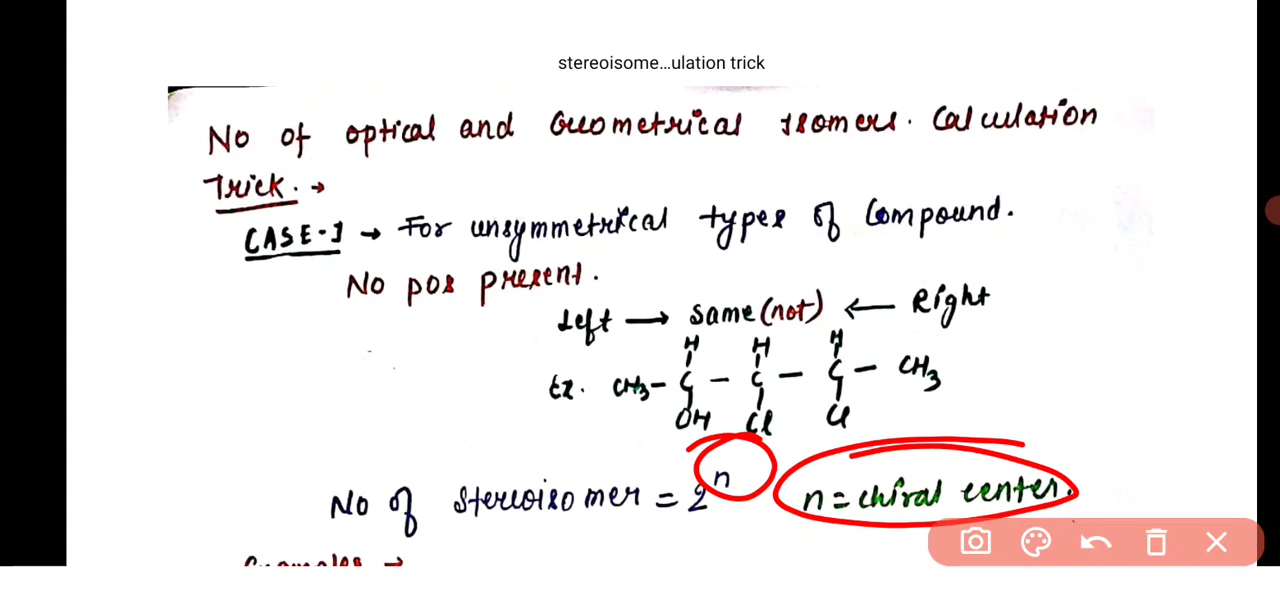 stereoisome...ulation trick
No of optical and Geometrical Isomers. Calculation
Trick. →
CASE-I → For unsymmetrical types of Compound.
No pos present.
Left → same (not) ← Right
H H H
Ex. CH3- C - C - C - CH3
OH Cl Cl
No of stereoisomer = 2^n n = chiral center.
Examples →